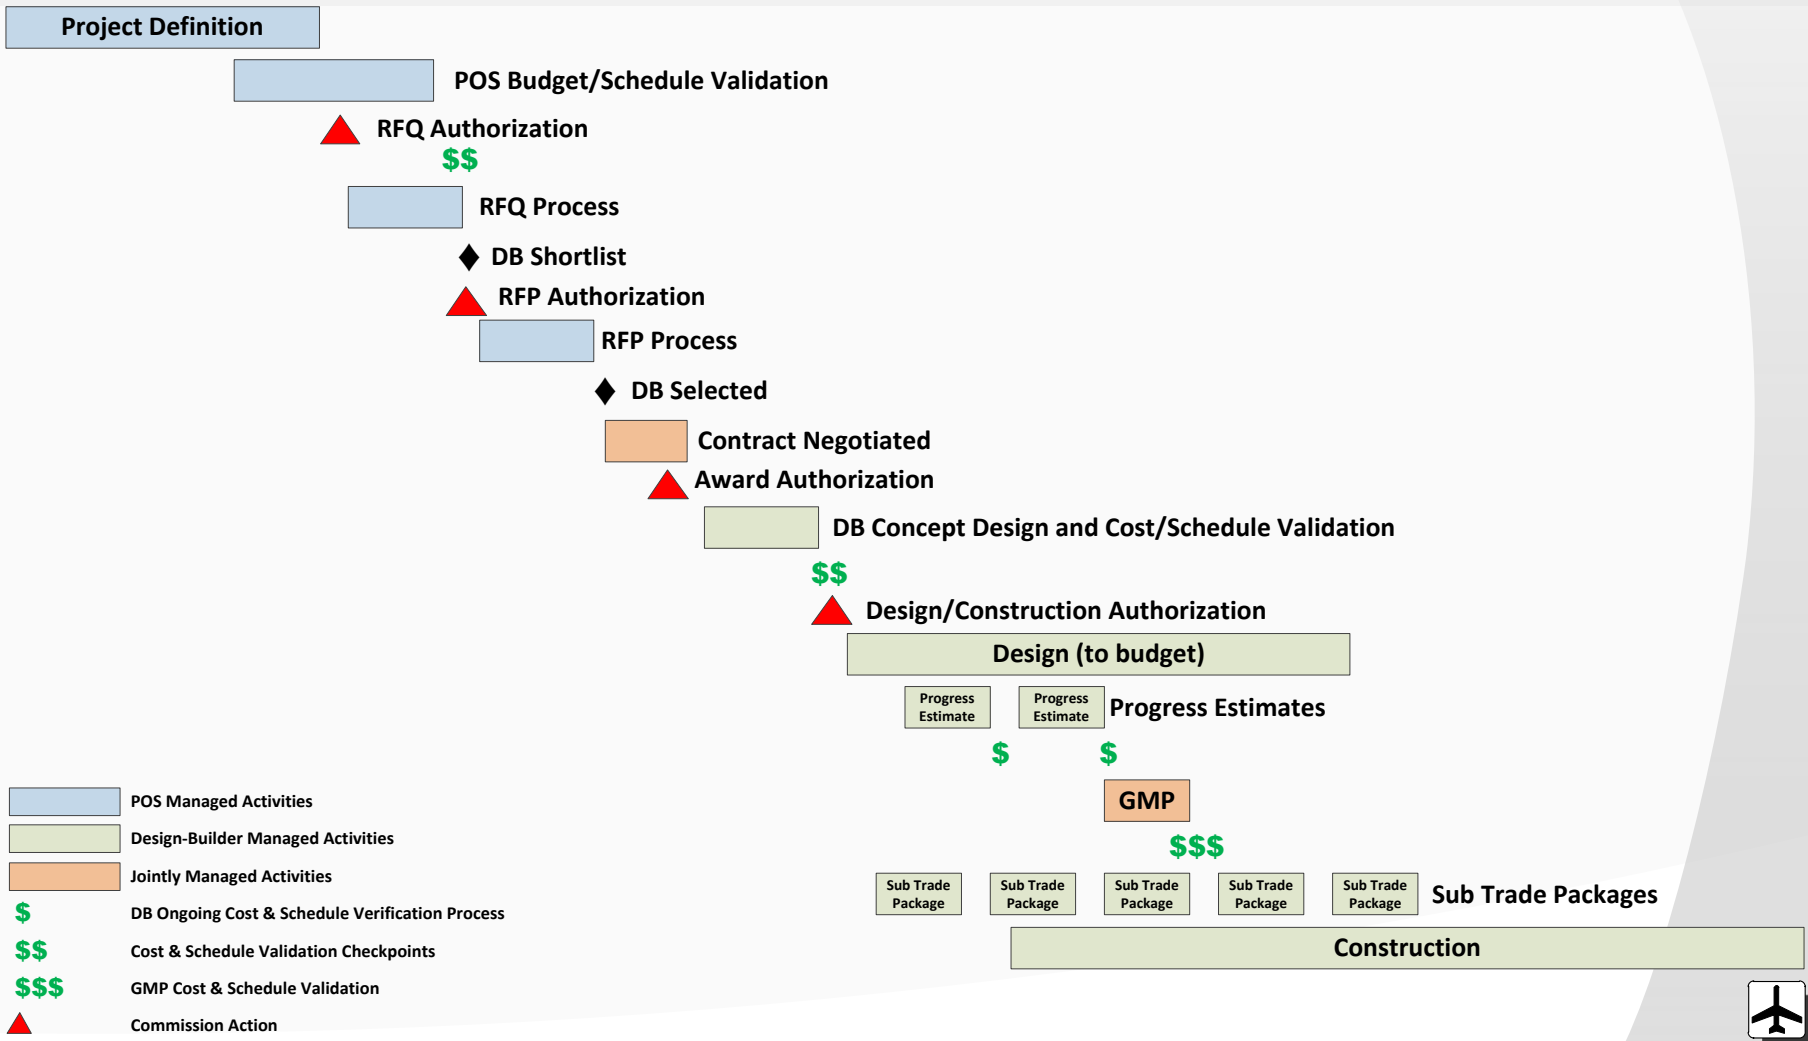 Project Definition
POS Budget/Schedule Validation
RFQ Authorization
$$
RFQ Process
DB Shortlist
RFP Authorization
RFP Process
DB Selected
Contract Negotiated
Award Authorization
DB Concept Design and Cost/Schedule Validation
$$
Design/Construction Authorization
Design (to budget)
Progress
Estimate
Progress
Estimate
Progress Estimates
$
$
GMP
$$$
Sub Trade
Package
Sub Trade
Package
Sub Trade
Package
Sub Trade
Package
Sub Trade
Package
Sub Trade Packages
Construction
POS Managed Activities
Design-Builder Managed Activities
Jointly Managed Activities
$ DB Ongoing Cost & Schedule Verification Process
$$ Cost & Schedule Validation Checkpoints
$$$ GMP Cost & Schedule Validation
Commission Action